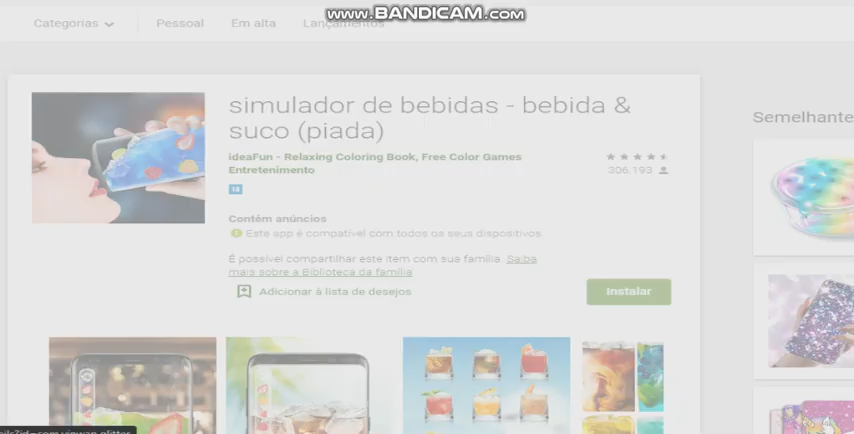 www.BANDICAM.com
Categorias
Pessoal
Em alta
Lançamentos
simulador de bebidas - bebida &
suco (piada)
ideaFun - Relaxing Coloring Book, Free Color Games
Entretenimento
306.193
Contém anúncios
Este app é compatível com todos os seus dispositivos.
É possível compartilhar este item com sua família. Saiba
mais sobre a Biblioteca da família
Adicionar à lista de desejos
Instalar
Semelhante